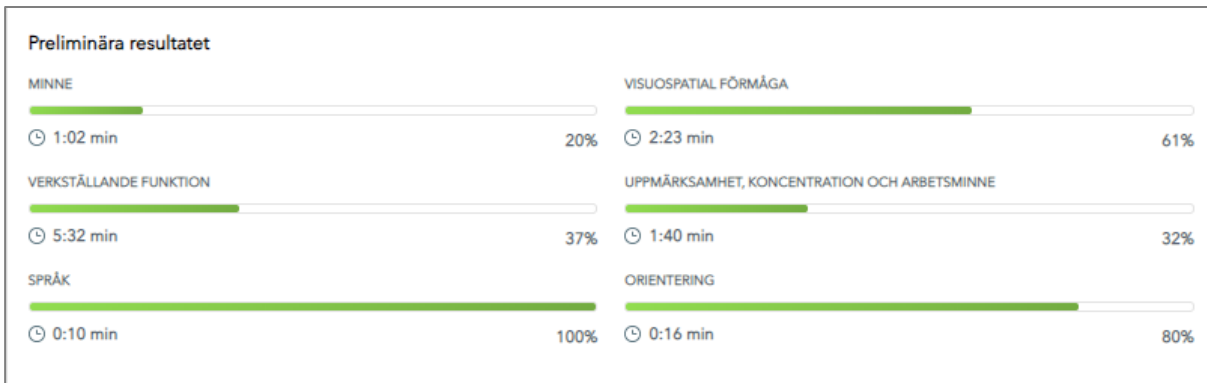 Preliminära resultatet
MINNE
1:02 min
20%
VISUOSPATIAL FÖRMÅGA
2:23 min
61%
VERKSTÄLLANDE FUNKTION
5:32 min
37%
UPPMÄRKSAMHET, KONCENTRATION OCH ARBETSMINNE
1:40 min
32%
SPRÅK
0:10 min
100%
ORIENTERING
0:16 min
80%